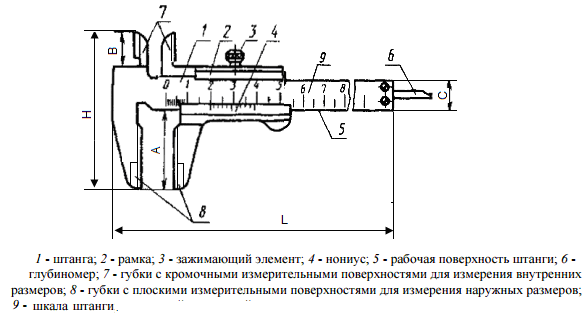 7 1 2 3 4 9 6
B
0 1 2 3 4 5 6 7 8
H
C
A
5
8
L
1 - штанга; 2 - рамка; 3 - зажимающий элемент; 4 - нониус; 5 - рабочая поверхность штанги; 6 -
глубиномер; 7 - губки с кромочными измерительными поверхностями для измерения внутренних
размеров; 8 - губки с плоскими измерительными поверхностями для измерения наружных размеров;
9 - шкала штанги.